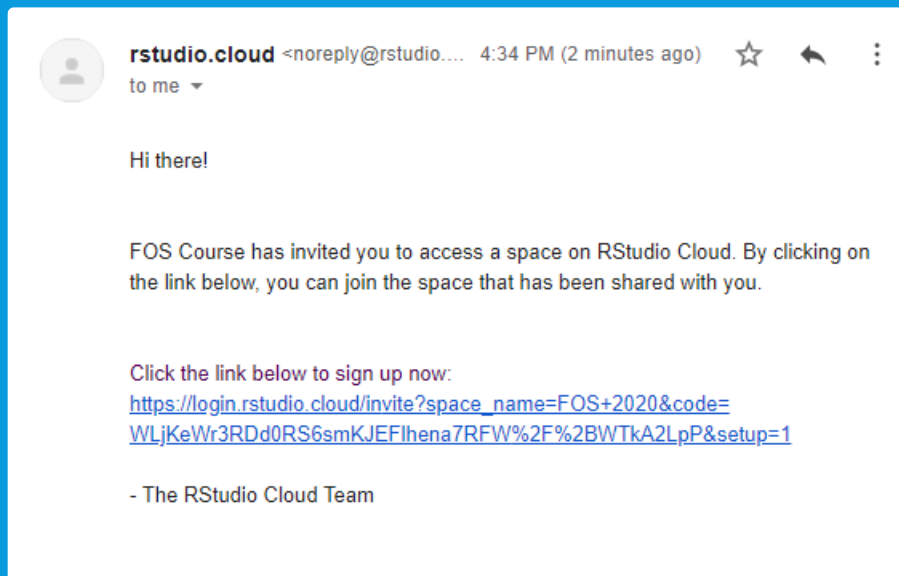 rstudio.cloud <noreply@rstudio.... 4:34 PM (2 minutes ago)
to me
Hi there!
FOS Course has invited you to access a space on RStudio Cloud. By clicking on
the link below, you can join the space that has been shared with you.
Click the link below to sign up now:
https://login.rstudio.cloud/invite?space_name=FOS+2020&code=
WLjKeWr3RDd0RS6smKJEFlhena7RFW%2F%2BWTkA2LpP&setup=1
- The RStudio Cloud Team